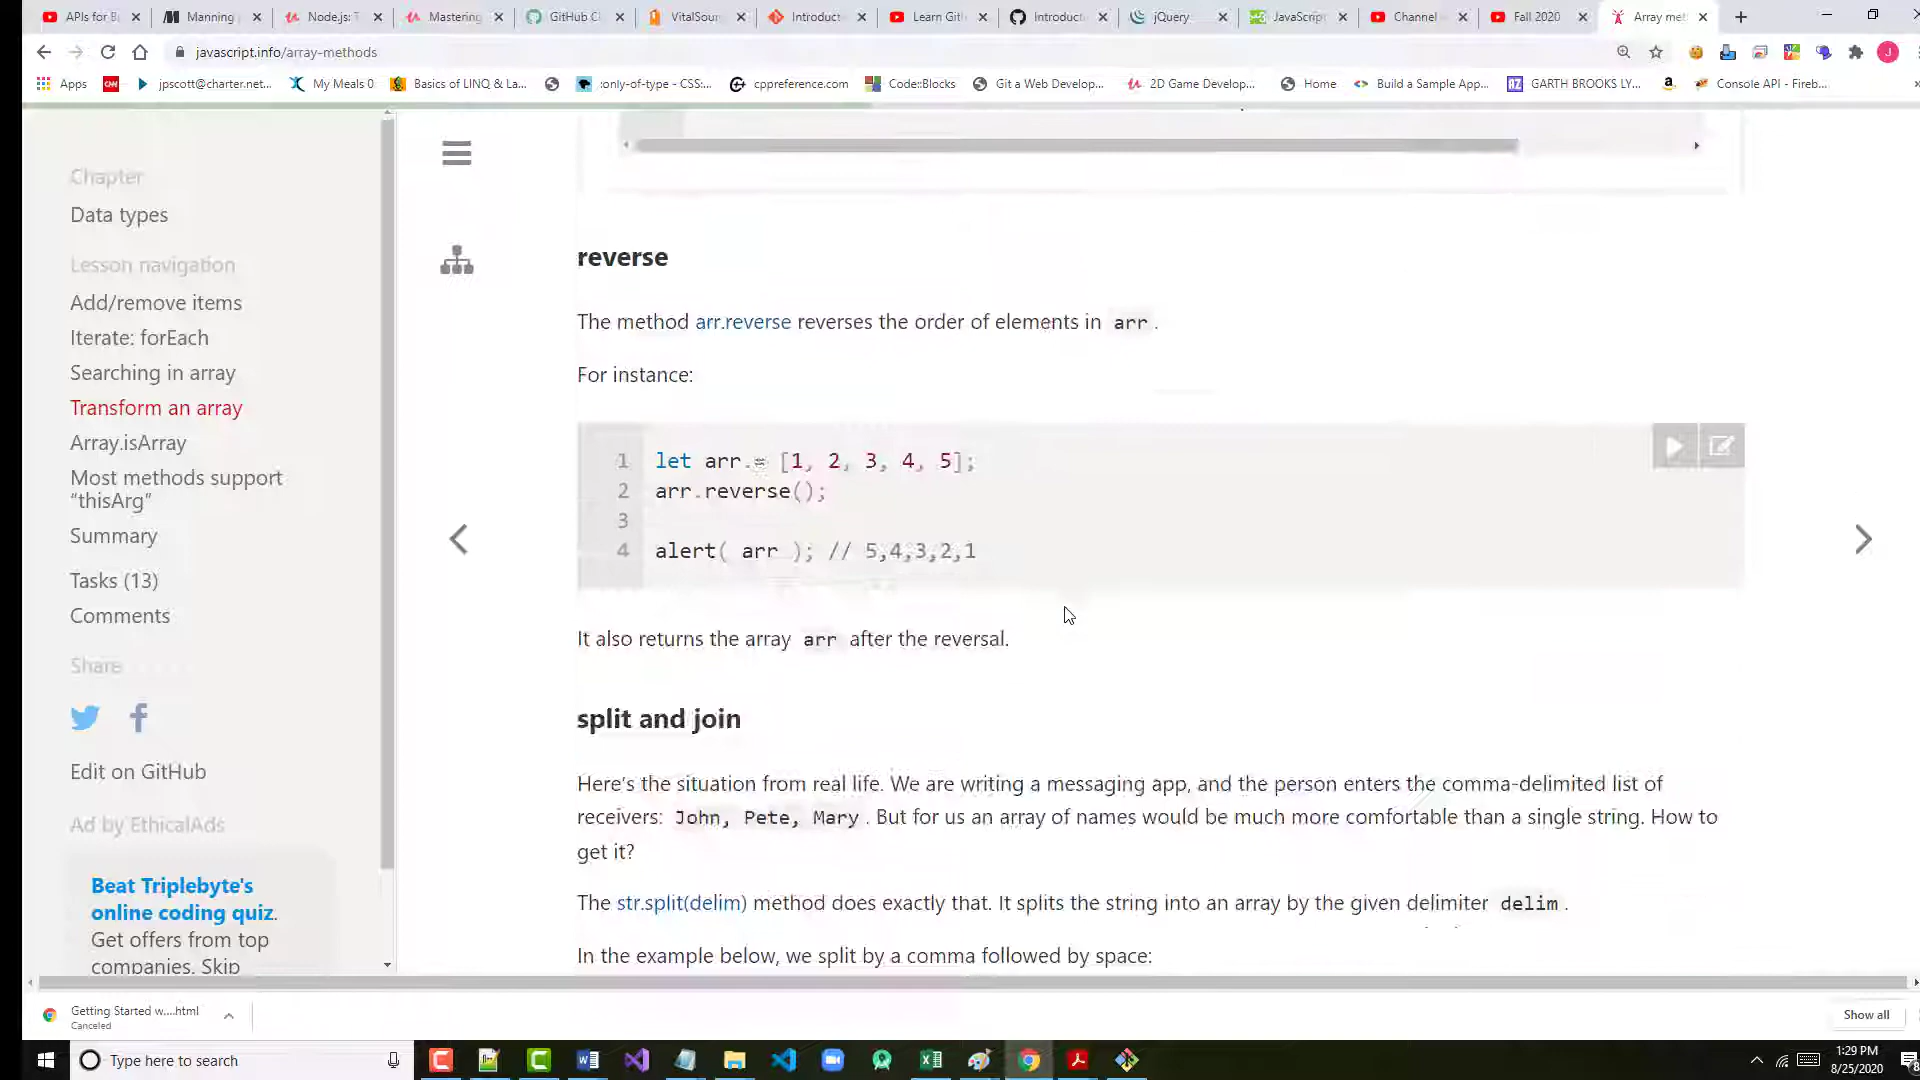 APIs for B
Manning
Node.js: T
Mastering
GitHub C
VitalSour
Introduct
Learn Git
Introduct
jQuery
JavaScript
Channel
Fall 2020
Array met
javascript.info/array-methods
Apps
CNN
jpscott@charter.net...
My Meals 0
Basics of LINQ & La...
:only-of-type - CSS:...
cppreference.com
Code::Blocks
Git a Web Develop...
2D Game Develop...
Home
Build a Sample App...
GARTH BROOKS LY...
Console API - Fireb...
Chapter
Data types
Lesson navigation
Add/remove items
Iterate: forEach
Searching in array
Transform an array
Array.isArray
Most methods support
“thisArg”
Summary
Tasks (13)
Comments
Share
Edit on GitHub
Ad by EthicalAds
Beat Triplebyte's
online coding quiz.
Get offers from top
companies. Skip
reverse
The method arr.reverse reverses the order of elements in arr .
For instance:
1 let arr = [1, 2, 3, 4, 5];
2 arr.reverse();
3
4 alert( arr ); // 5,4,3,2,1
It also returns the array arr after the reversal.
split and join
Here's the situation from real life. We are writing a messaging app, and the person enters the comma-delimited list of
receivers: John, Pete, Mary . But for us an array of names would be much more comfortable than a single string. How to
get it?
The str.split(delim) method does exactly that. It splits the string into an array by the given delimiter delim .
In the example below, we split by a comma followed by space:
Getting Started w....html
Canceled
Show all
Type here to search
1:29 PM
8/25/2020